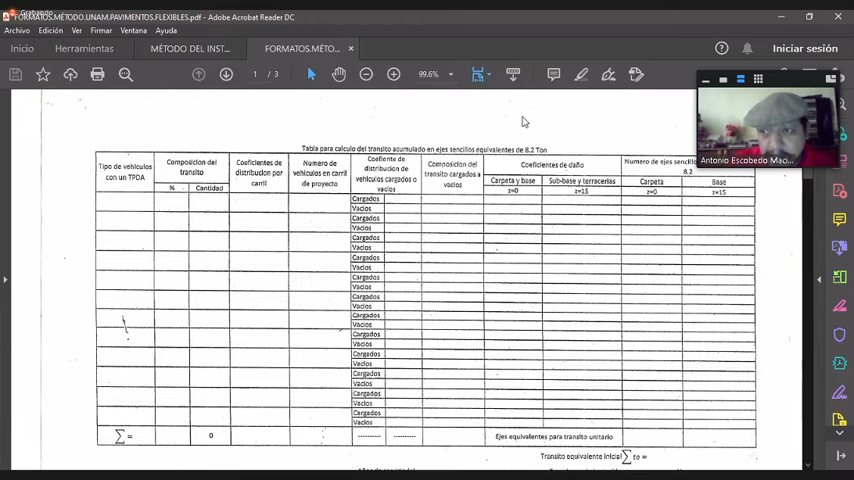 Grabando
FORMATOS.MÉTODO.UNAM.PAVIMENTOS.FLEXIBLES.pdf - Adobe Acrobat Reader DC
Archivo Edición Ver Firmar Ventana Ayuda
Inicio Herramientas MÉTODO DEL INST... FORMATOS.MÉTO... × Iniciar sesión
1 / 3 99.6%
Antonio Escobedo Mac...
Tabla para calculo del transito acumulado en ejes sencillos equivalentes de 8.2 Ton
Tipo de vehiculos con un TPDA
Composicion del transito
% Cantidad
Coeficientes de distribucion por carril
Numero de vehiculos en carril de proyecto
Coefiente de distribucion de vehiculos cargados o vacios
Composicion del transito cargados a vacios
Coeficientes de daño
Carpeta y base Sub-base y terracerias
z=0 z=15
Numero de ejes sencillo
8.2
Carpeta Base
z=0 z=15
Cargados
Vacios
Cargados
Vacios
Cargados
Vacios
Cargados
Vacios
Cargados
Vacios
Cargados
Vacios
Cargados
Vacios
Cargados
Vacios
Cargados
Vacios
Cargados
Vacios
Cargados
Vacios
Cargados
Vacios
∑ = 0 ---------- ---------- Ejes equivalentes para transito unitario
Transito equivalente inicial ∑ to =